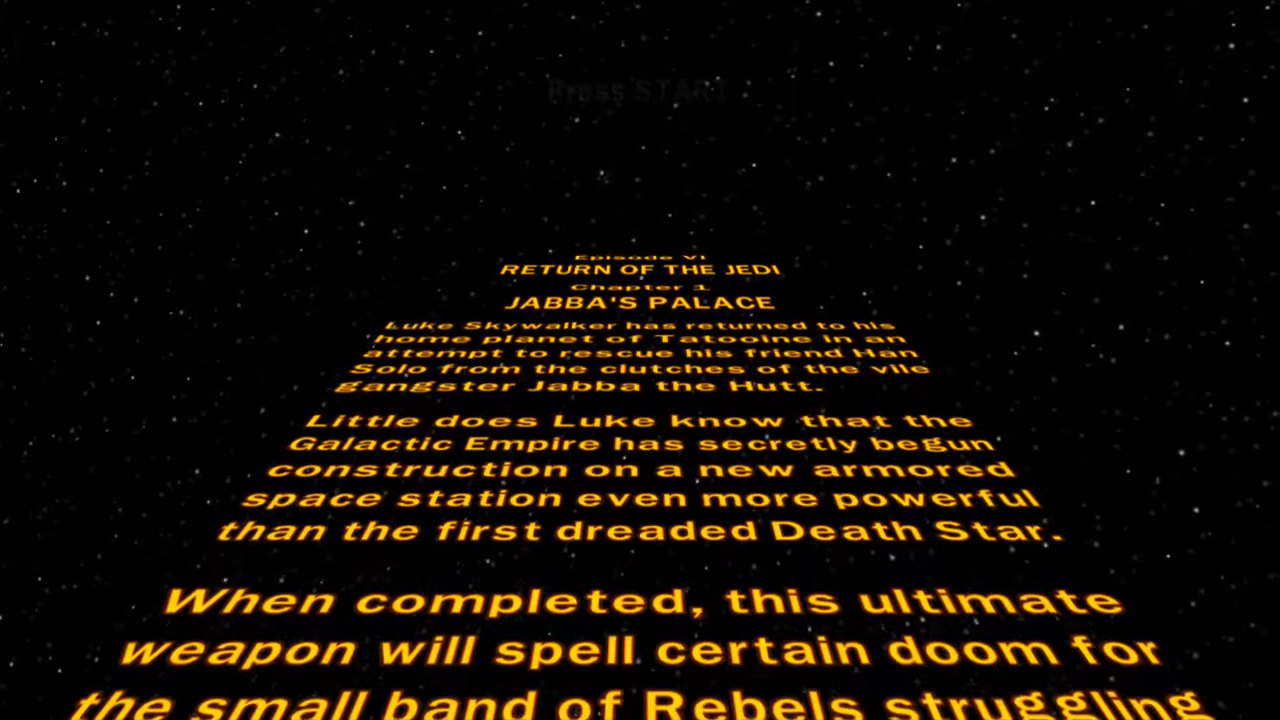 Press START
Episode VI
RETURN OF THE JEDI
Chapter 1
JABBA'S PALACE
Luke Skywalker has returned to his
home planet of Tatooine in an
attempt to rescue his friend Han
Solo from the clutches of the vile
gangster Jabba the Hutt.
Little does Luke know that the
Galactic Empire has secretly begun
construction on a new armored
space station even more powerful
than the first dreaded Death Star.
When completed, this ultimate
weapon will spell certain doom for
the small band of Rebels struggling